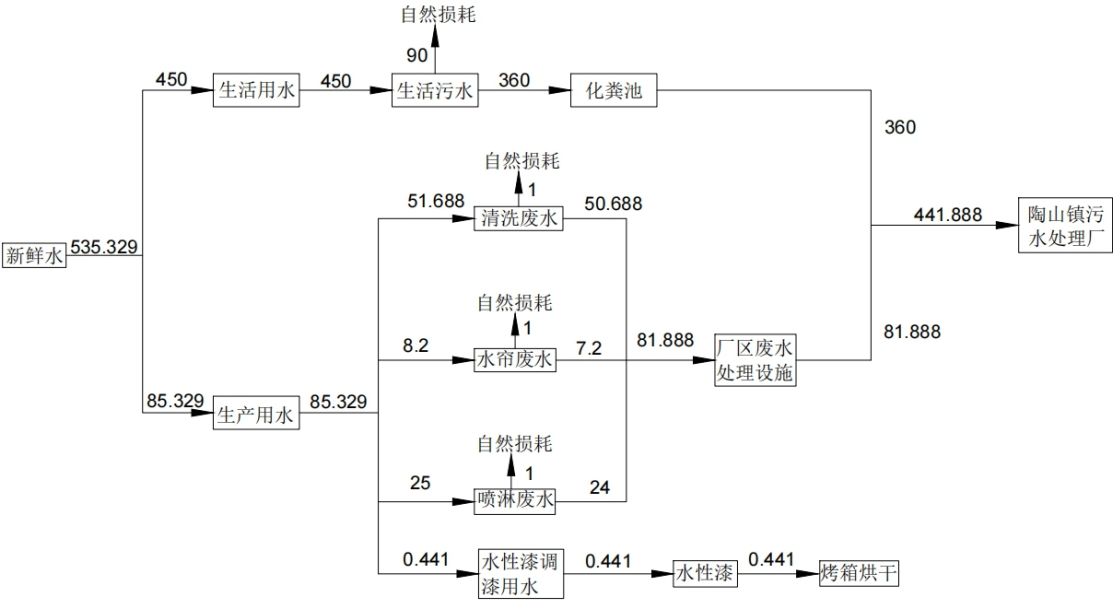 自然损耗
90
450
生活用水
450
生活污水
360
化粪池
360
自然损耗
1
51.688
清洗废水
50.688
441.888
陶山镇污
水处理厂
新鲜水
535.329
自然损耗
1
8.2
水帘废水
7.2
81.888
厂区废水
处理设施
81.888
85.329
生产用水
85.329
自然损耗
1
25
喷淋废水
24
0.441
水性漆调
漆用水
0.441
水性漆
0.441
烤箱烘干